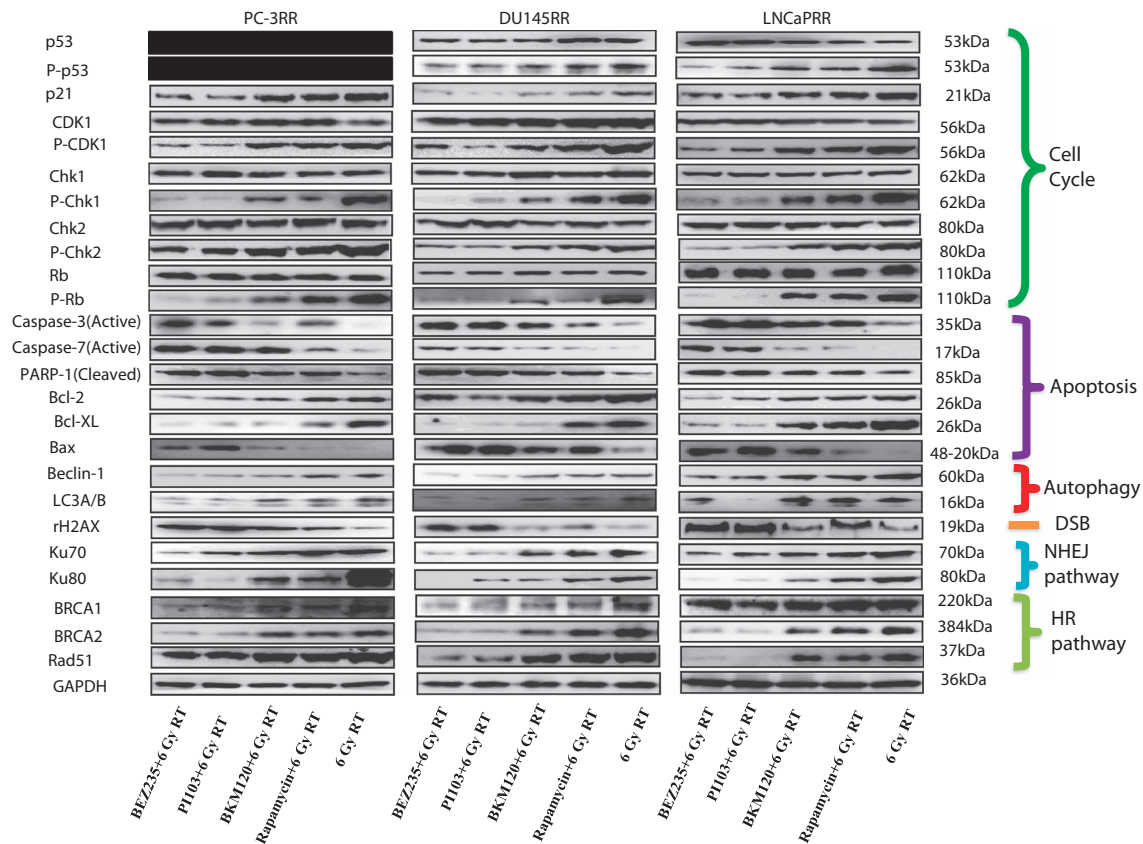 PC-3RR DU145RR LNCaPRR
p53 53kDa
P-p53 53kDa
p21 21kDa
CDK1 56kDa
P-CDK1 56kDa
Chk1 62kDa
P-Chk1 62kDa
Chk2 80kDa
P-Chk2 80kDa
Rb 110kDa
P-Rb 110kDa
Cell
Cycle
Caspase-3(Active) 35kDa
Caspase-7(Active) 17kDa
PARP-1(Cleaved) 85kDa
Bcl-2 26kDa
Bcl-XL 26kDa
Bax 48-20kDa
Apoptosis
Beclin-1 60kDa
LC3A/B 16kDa
Autophagy
rH2AX 19kDa DSB
Ku70 70kDa
Ku80 80kDa
NHEJ
pathway
BRCA1 220kDa
BRCA2 384kDa
Rad51 37kDa
HR
pathway
GAPDH 36kDa
BEZ235+6 Gy RT
PI103+6 Gy RT
BKM120+6 Gy RT
Rapamycin+6 Gy RT
6 Gy RT
BEZ235+6 Gy RT
PI103+6 Gy RT
BKM120+6 Gy RT
Rapamycin+6 Gy RT
6 Gy RT
BEZ235+6 Gy RT
PI103+6 Gy RT
BKM120+6 Gy RT
Rapamycin+6 Gy RT
6 Gy RT